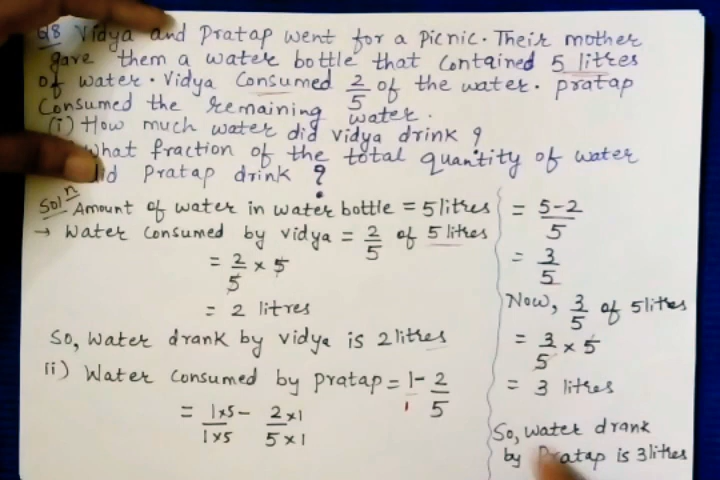 Q8 Vidya and Pratap went for a picnic. Their mother
gave them a water bottle that contained 5 litres
of water. Vidya Consumed 2/5 of the water. pratap
Consumed the remaining water.
(i) How much water did Vidya drink ?
What fraction of the total quantity of water
did Pratap drink ?
Solⁿ Amount of water in water bottle = 5 litres
→ Water Consumed by vidya = 2/5 of 5 litres
= 2/5 × 5
= 2 litres
So, water drank by vidya is 2 litres
(ii) Water Consumed by pratap = 1/1 - 2/5
= 1×5/1×5 - 2×1/5×1
= 5-2/5
= 3/5
Now, 3/5 of 5 litres
= 3/5 × 5
= 3 litres
So, water drank
by Pratap is 3 litres